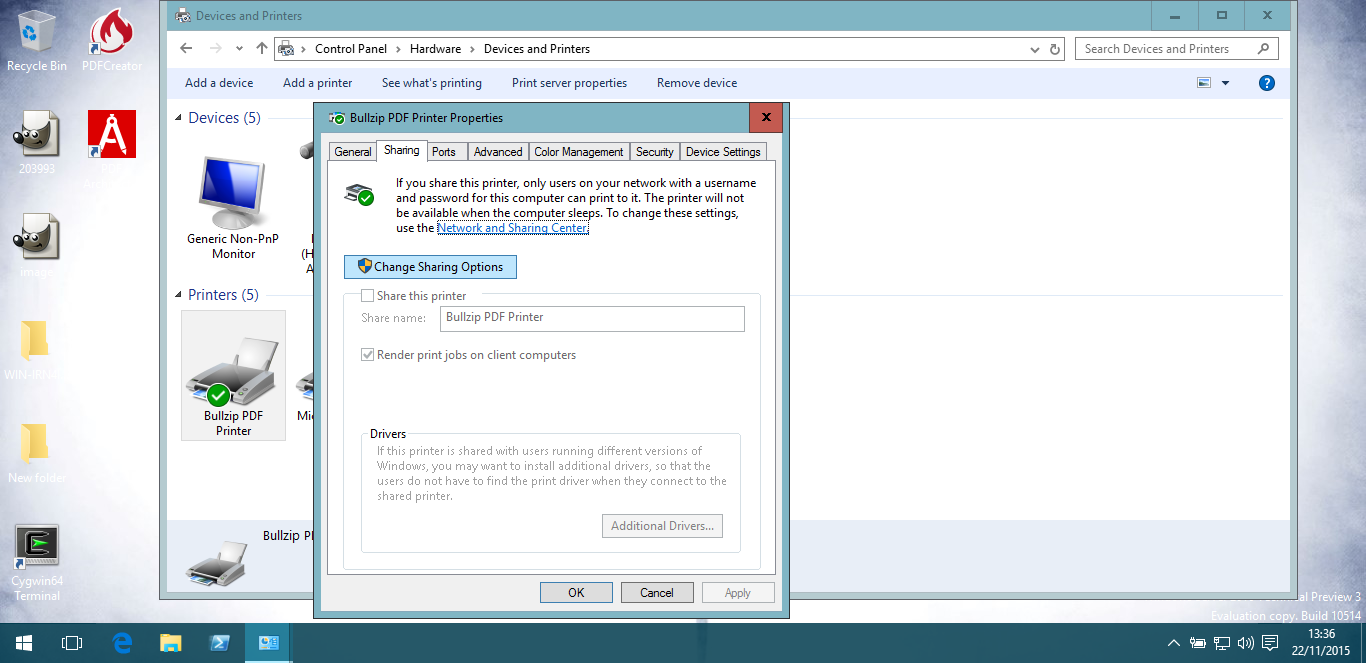 Recycle Bin
PDFCreator
203993
image
New folder
Cygwin64
Terminal
Devices and Printers
Control Panel
Hardware
Devices and Printers
Search Devices and Printers
Add a device
Add a printer
See what's printing
Print server properties
Remove device
Devices (5)
Generic Non-PnP
Monitor
Printers (5)
Bullzip PDF
Printer
Bullzip PDF Printer Properties
General
Sharing
Ports
Advanced
Color Management
Security
Device Settings
If you share this printer, only users on your network with a username
and password for this computer can print to it. The printer will not
be available when the computer sleeps. To change these settings,
use the Network and Sharing Center.
Change Sharing Options
Share this printer
Share name:
Bullzip PDF Printer
Render print jobs on client computers
Drivers
If this printer is shared with users running different versions of
Windows, you may want to install additional drivers, so that the
users do not have to find the print driver when they connect to the
shared printer.
Additional Drivers...
OK
Cancel
Apply
Bullzip
Preview 3
Evaluation copy. Build 10514
13:36
22/11/2015